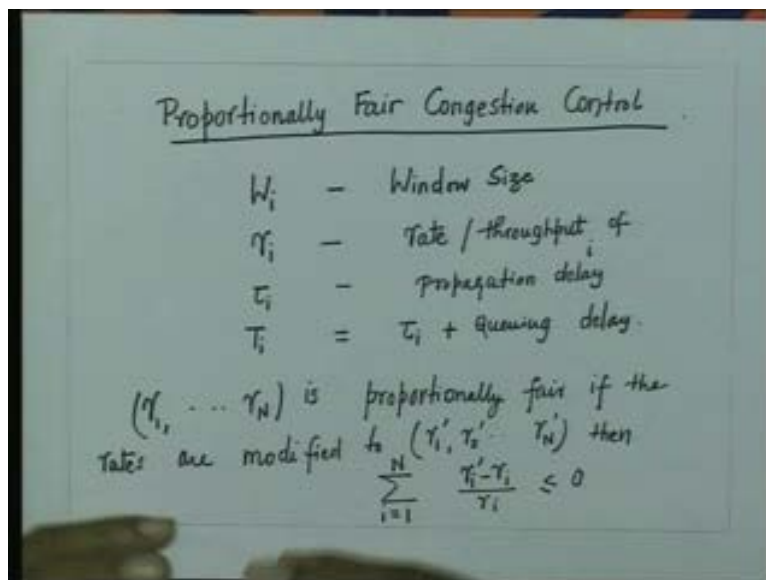 Proportionally Fair Congestion Control
Wi - Window Size
ri - rate / throughput of i
τi - propagation delay
Ti = τi + Queuing delay.
(r1, ... rN) is proportionally fair if the
rates are modified to (r1', r2' ... rN') then
∑ i=1 N (ri' - ri)/ri ≤ 0